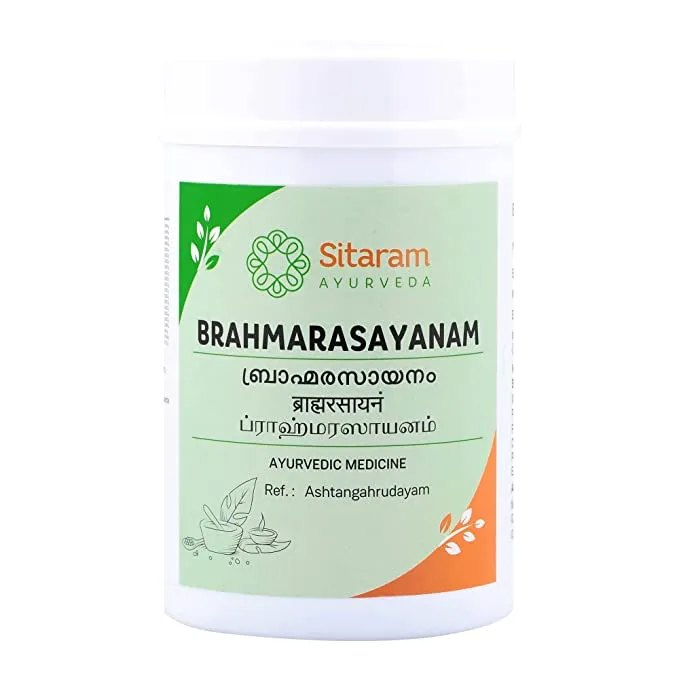 Sitaram
AYURVEDA
BRAHMARASAYANAM
ബ്രാഹ്മരസായനം
ब्राह्मरसायनं
ப்ராஹ்மரஸாயனம்
AYURVEDIC MEDICINE
Ref. : Ashtangahrudayam